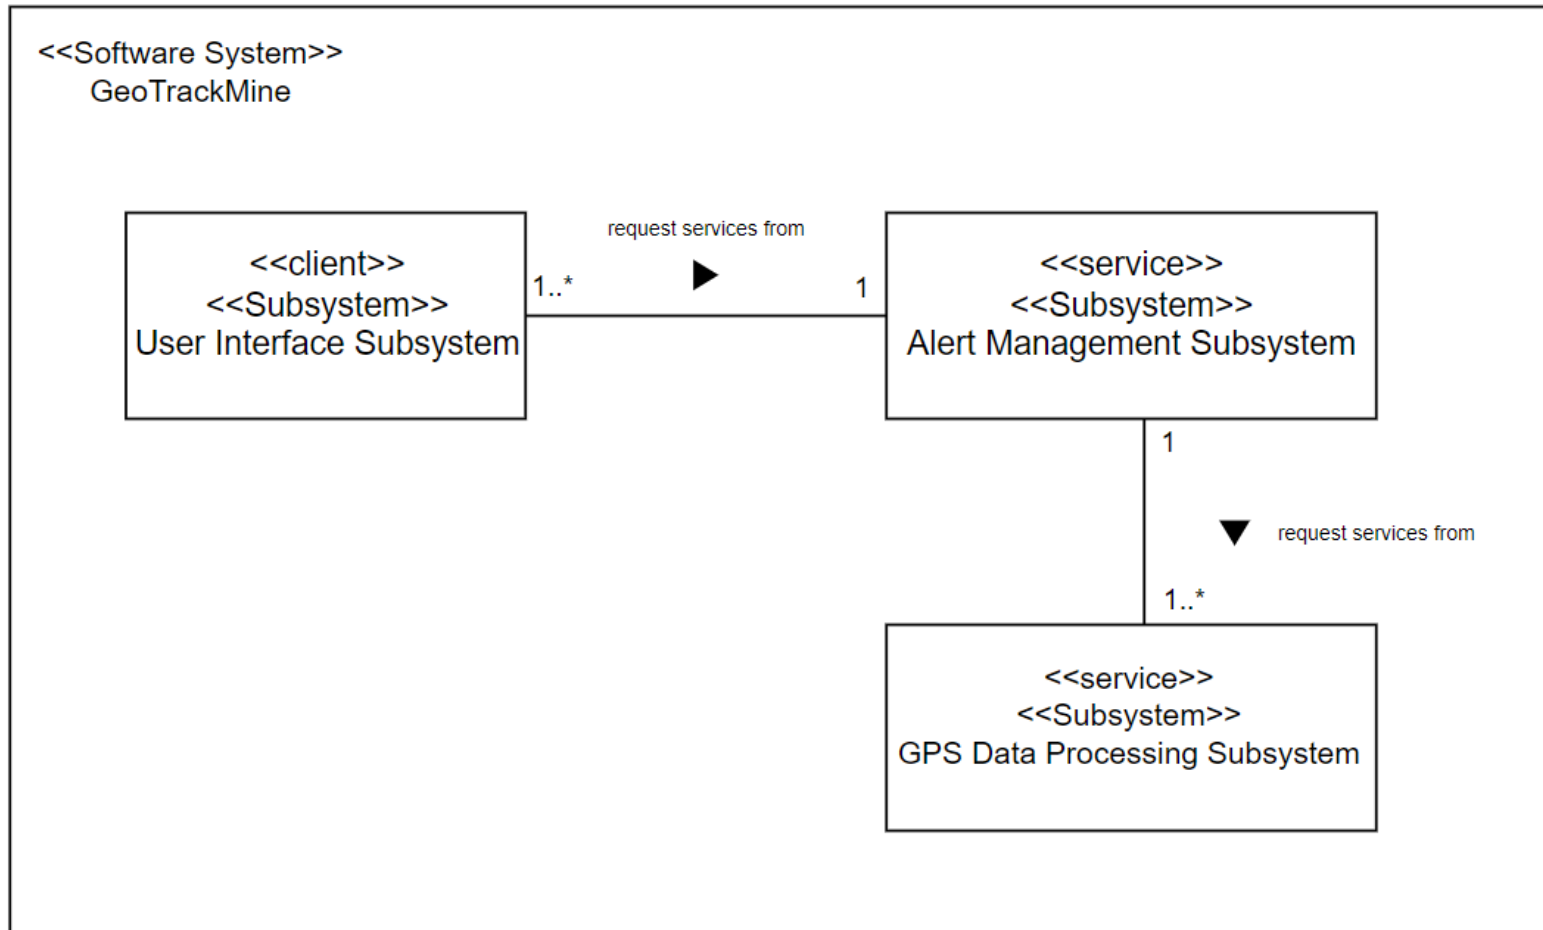 <<Software System>>
GeoTrackMine
request services from
<<client>>
<<Subsystem>>
User Interface Subsystem
1..*
1
<<service>>
<<Subsystem>>
Alert Management Subsystem
1
request services from
1..*
<<service>>
<<Subsystem>>
GPS Data Processing Subsystem